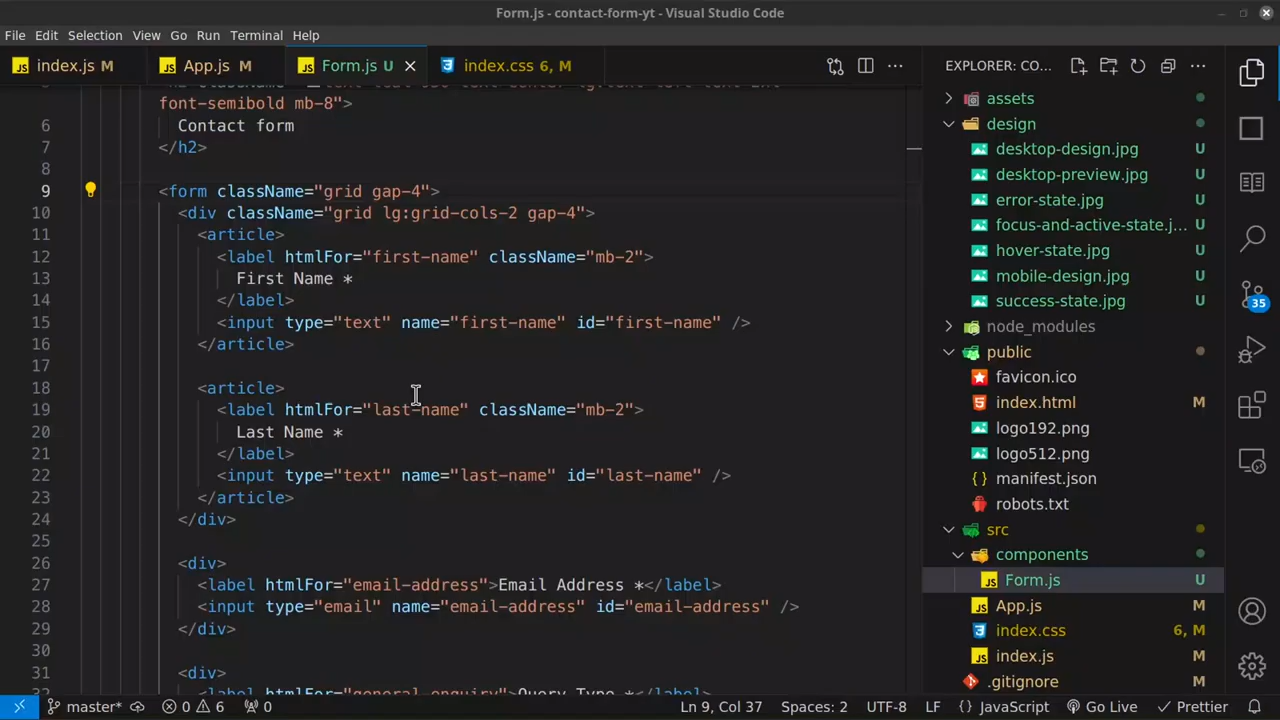 Form.js - contact-form-yt - Visual Studio Code
File Edit Selection View Go Run Terminal Help
index.js M App.js M Form.js U index.css 6, M
font-semibold mb-8">
6 Contact form
7 </h2>
8
9 <form className="grid gap-4">
10 <div className="grid lg:grid-cols-2 gap-4">
11 <article>
12 <label htmlFor="first-name" className="mb-2">
13 First Name *
14 </label>
15 <input type="text" name="first-name" id="first-name" />
16 </article>
17
18 <article>
19 <label htmlFor="last-name" className="mb-2">
20 Last Name *
21 </label>
22 <input type="text" name="last-name" id="last-name" />
23 </article>
24 </div>
25
26 <div>
27 <label htmlFor="email-address">Email Address *</label>
28 <input type="email" name="email-address" id="email-address" />
29 </div>
30
31 <div>
32 <label htmlFor="general-enquiry">Query Type *</label>
EXPLORER: CO...
assets
design
desktop-design.jpg U
desktop-preview.jpg U
error-state.jpg U
focus-and-active-state.j... U
hover-state.jpg U
mobile-design.jpg U
success-state.jpg U
node_modules
public
favicon.ico
index.html M
logo192.png
logo512.png
manifest.json
robots.txt
src
components
Form.js U
App.js M
index.css 6, M
index.js M
.gitignore M
35
master* 0 6 0 Ln 9, Col 37 Spaces: 2 UTF-8 LF {} JavaScript Go Live Prettier